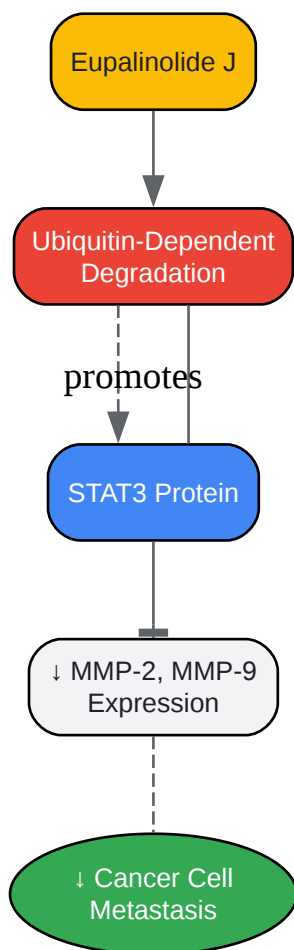 Eupalinolide J
Ubiquitin-Dependent
Degradation
promotes
STAT3 Protein
↓ MMP-2, MMP-9
Expression
↓ Cancer Cell
Metastasis